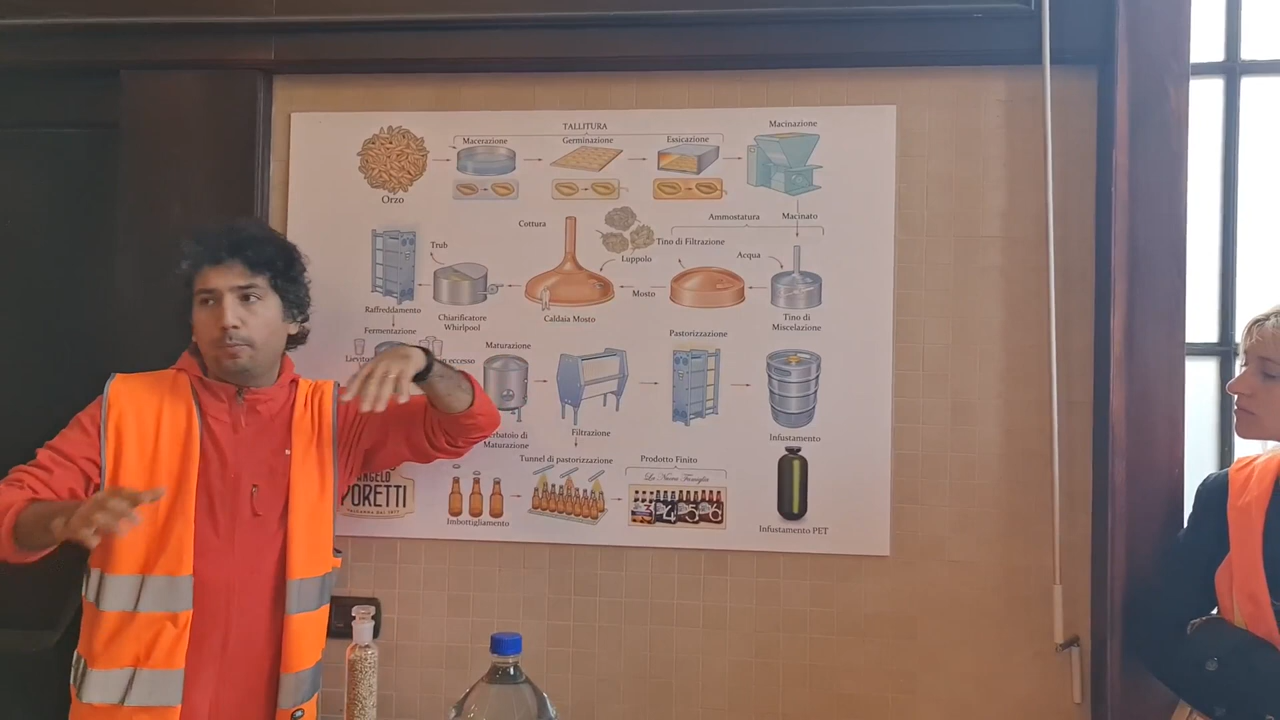 TALLITURA
Macinazione
Macerazione
Germinazione
Essicazione
Orzo
Cottura
Ammostatura
Macinato
Trub
Luppolo
Tino di Filtrazione
Acqua
Mosto
Raffreddamento
Chiarificatore
Whirlpool
Caldaia Mosto
Tino di
Miscelazione
Fermentazione
Pastorizzazione
Maturazione
Lievito
eccesso
Maturazione
Filtrazione
Infustamento
Tunnel di pastorizzazione
Prodotto Finito
La Nuova Famiglia
ANGELO
PORETTI
3 4 5 6
Imbottigliamento
Infustamento PET